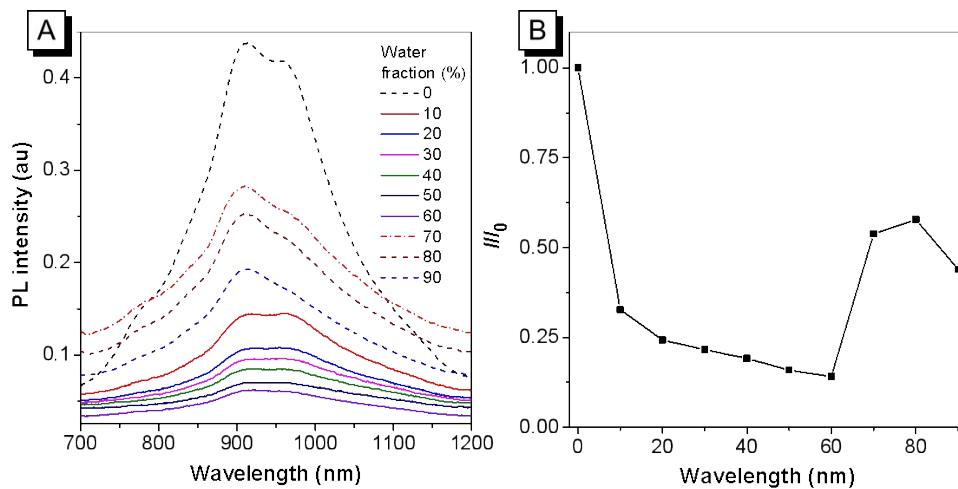 A
PL intensity (au)
0.4
0.3
0.2
0.1
700 800 900 1000 1100 1200
Wavelength (nm)
Water
fraction (%)
0
10
20
30
40
50
60
70
80
90
B
I/I0
1.00
0.75
0.50
0.25
0.00
0 20 40 60 80
Wavelength (nm)